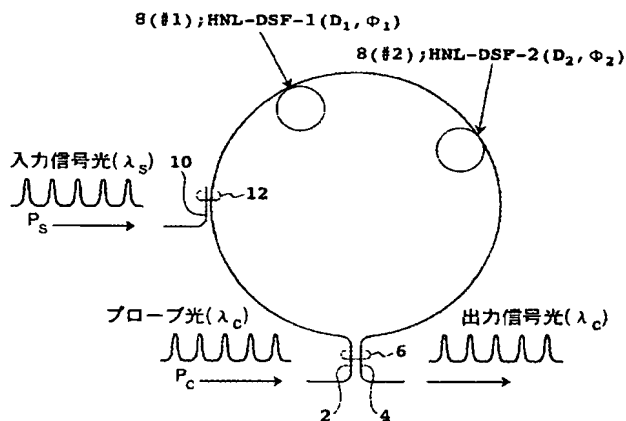 8(#1);HNL-DSF-1(D₁,Φ₁)
8(#2);HNL-DSF-2(D₂,Φ₂)
入力信号光(λS) 10
12
PS
プローブ光(λC)
出力信号光(λC)
6
PC
2
4